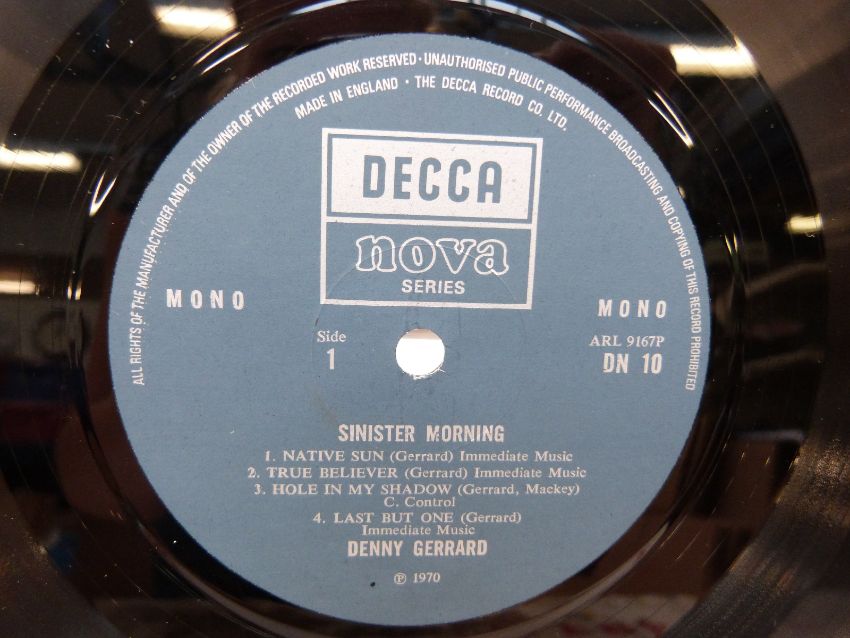 ALL RIGHTS OF THE MANUFACTURER AND OF THE OWNER OF THE RECORDED WORK RESERVED · UNAUTHORISED PUBLIC PERFORMANCE BROADCASTING AND COPYING OF THIS RECORD PROHIBITED
MADE IN ENGLAND · THE DECCA RECORD CO. LTD.
DECCA
nova
SERIES
MONO
MONO
Side
1
ARL 9167P
DN 10
SINISTER MORNING
1. NATIVE SUN (Gerrard) Immediate Music
2. TRUE BELIEVER (Gerrard) Immediate Music
3. HOLE IN MY SHADOW (Gerrard, Mackey)
C. Control
4. LAST BUT ONE (Gerrard)
Immediate Music
DENNY GERRARD
℗ 1970